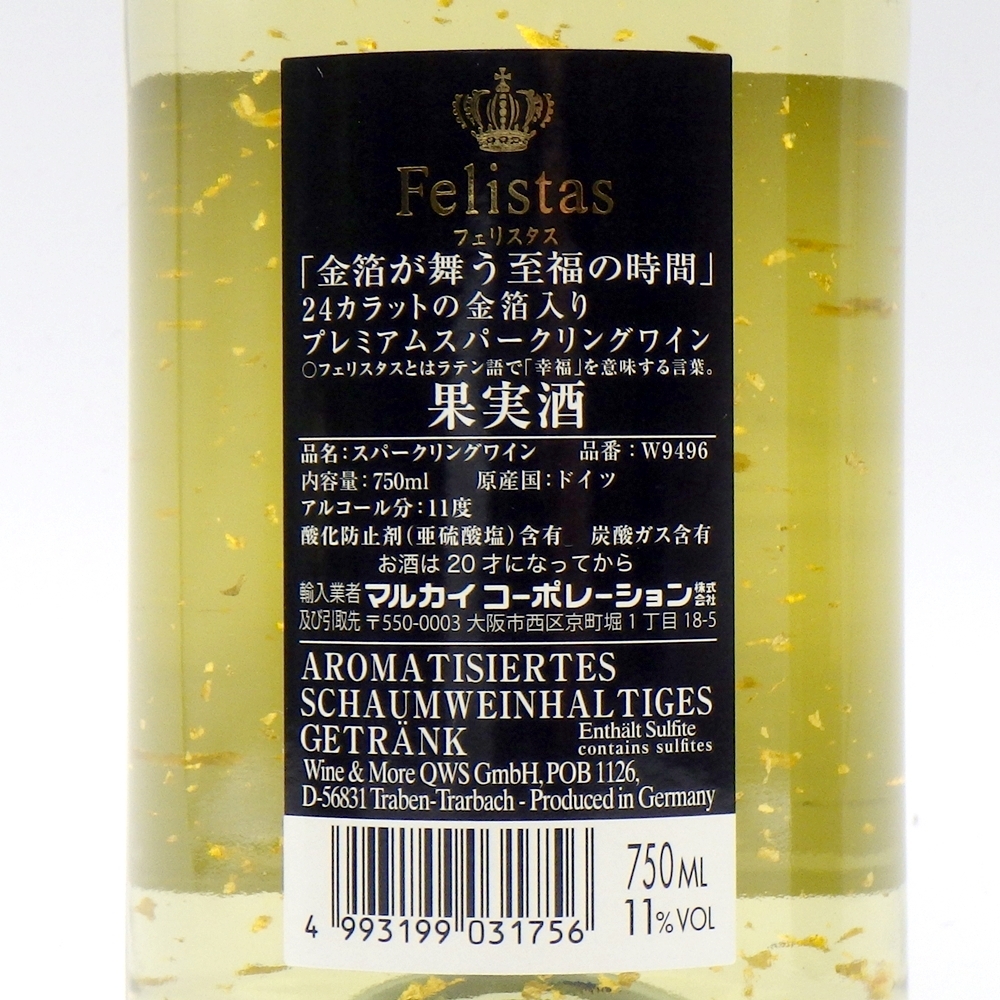 Felistas
フェリスタス
「金箔が舞う至福の時間」
24カラットの金箔入り
プレミアムスパークリングワイン
○フェリスタスとはラテン語で「幸福」を意味する言葉。
果実酒
品名:スパークリングワイン 品番:W9496
内容量:750ml 原産国:ドイツ
アルコール分:11度
酸化防止剤(亜硫酸塩)含有 炭酸ガス含有
お酒は20才になってから
輸入業者 マルカイ コーポレーション株式会社
及び引取先 〒550-0003 大阪市西区京町堀1丁目18-5
AROMATISIERTES
SCHAUMWEINHALTIGES
GETRÄNK Enthält Sulfite
contains sulfites
Wine & More QWS GmbH, POB 1126,
D-56831 Traben-Trarbach - Produced in Germany
750ML
11%VOL
4 993199 031756